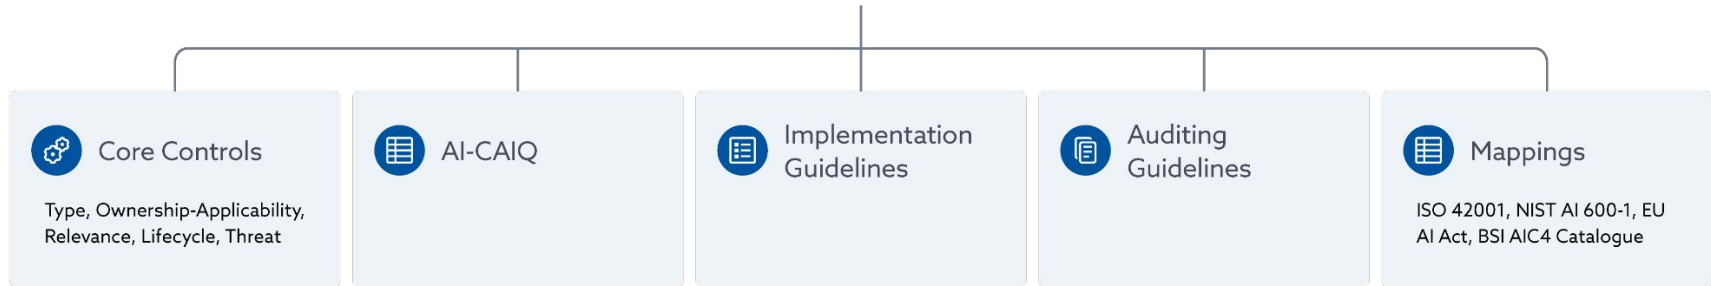 Core Controls
Type, Ownership-Applicability,
Relevance, Lifecycle, Threat
AI-CAIQ
Implementation
Guidelines
Auditing
Guidelines
Mappings
ISO 42001, NIST AI 600-1, EU
AI Act, BSI AIC4 Catalogue